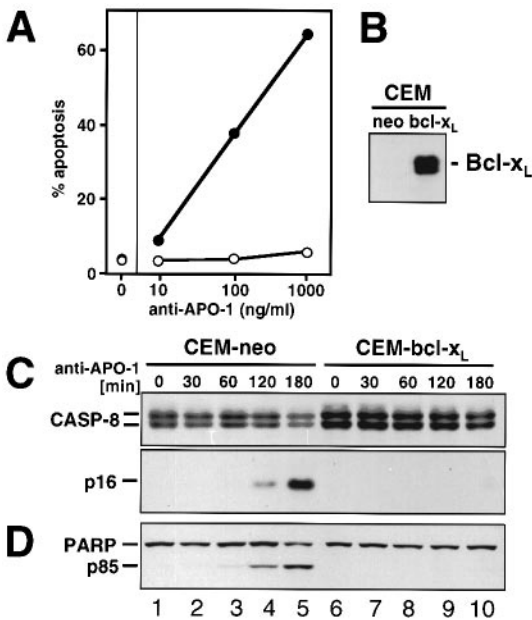 A
60
40
20
0
% apoptosis
0 10 100 1000
anti-APO-1 (ng/ml)
B
CEM
neo bcl-xL
- Bcl-xL
C
CEM-neo CEM-bcl-xL
anti-APO-1
[min]
0 30 60 120 180 0 30 60 120 180
CASP-8
p16
D
PARP
p85
1 2 3 4 5 6 7 8 9 10